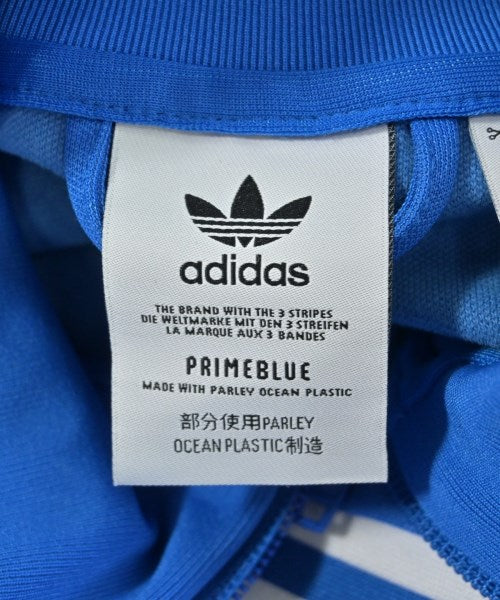 adidas
THE BRAND WITH THE 3 STRIPES
DIE WELTMARKE MIT DEN 3 STREIFEN
LA MARQUE AUX 3 BANDES
PRIMEBLUE
MADE WITH PARLEY OCEAN PLASTIC
部分使用PARLEY
OCEAN PLASTIC制造